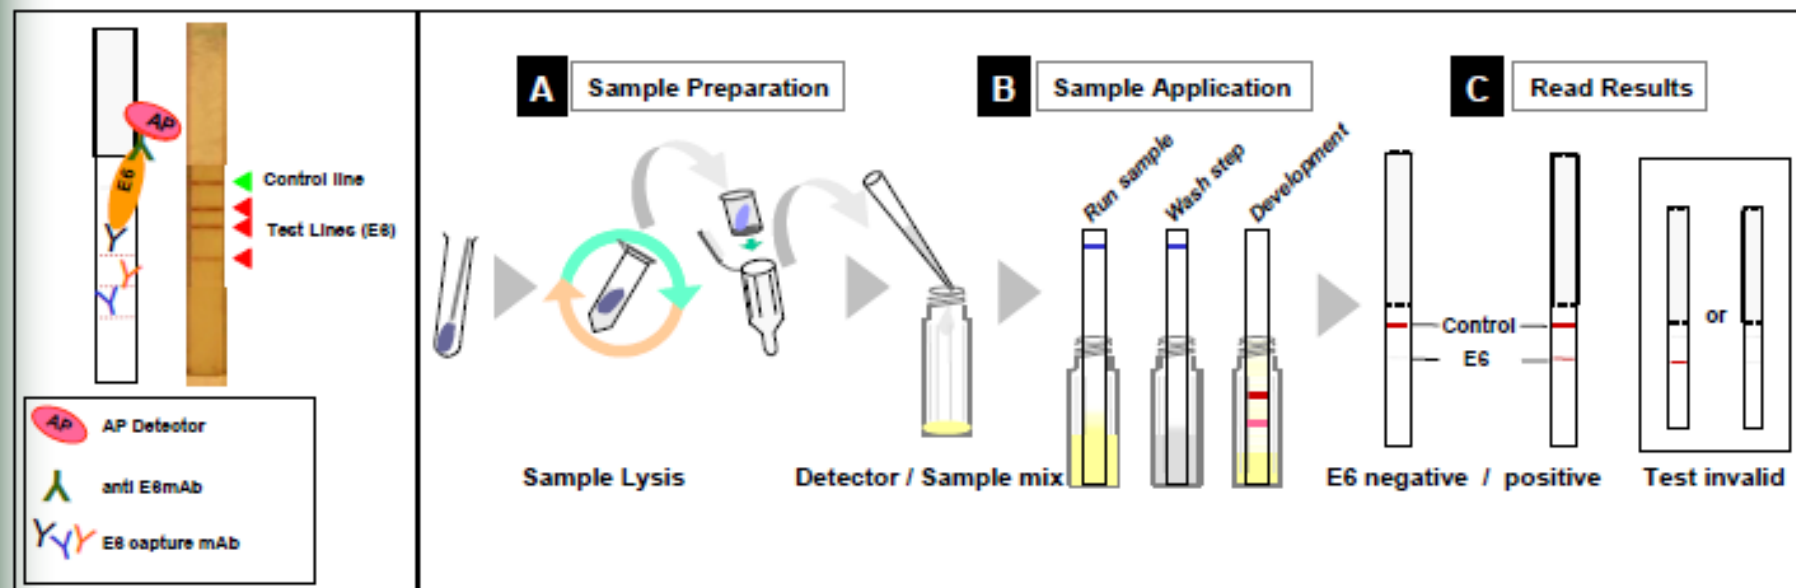 AP
E6
Control line
Test Lines (E6)
AP
AP Detector
anti E6mAb
E6 capture mAb
A
Sample Preparation
Sample Lysis
Detector / Sample mix
B
Sample Application
Run sample
Wash step
Development
C
Read Results
Control
E6
E6 negative / positive
or
Test invalid